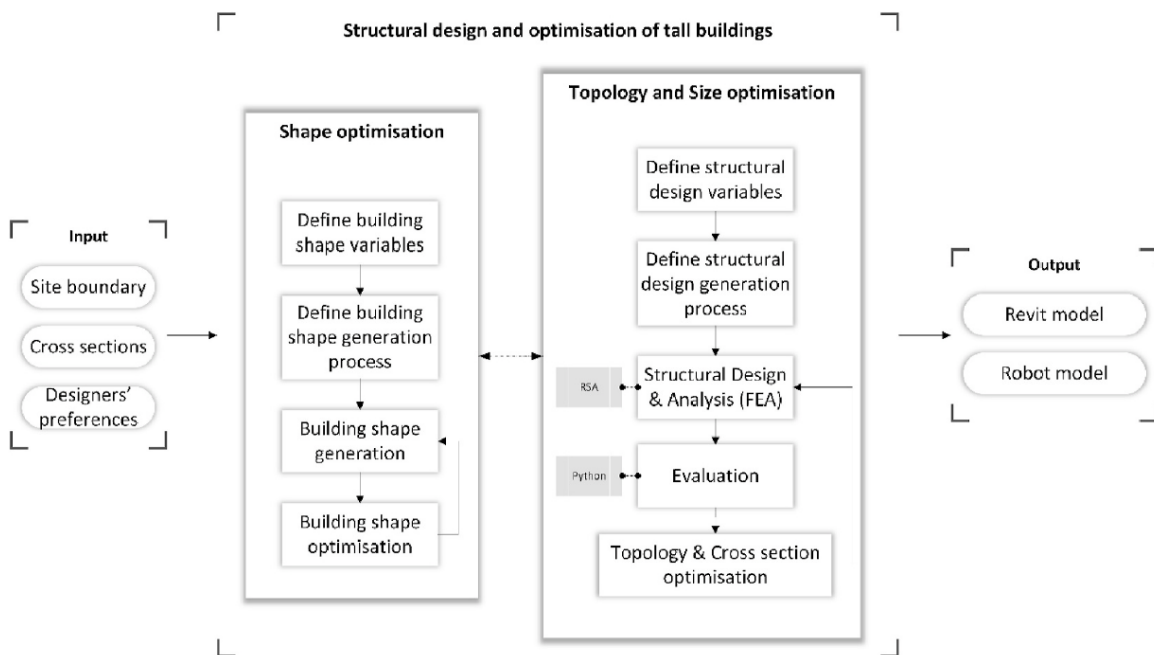 Structural design and optimisation of tall buildings
Input
Site boundary
Cross sections
Designers'
preferences
Shape optimisation
Define building
shape variables
Define building
shape generation
process
Building shape
generation
Building shape
optimisation
Topology and Size optimisation
Define structural
design variables
Define structural
design generation
process
RSA
Structural Design
& Analysis (FEA)
Python
Evaluation
Topology & Cross section
optimisation
Output
Revit model
Robot model